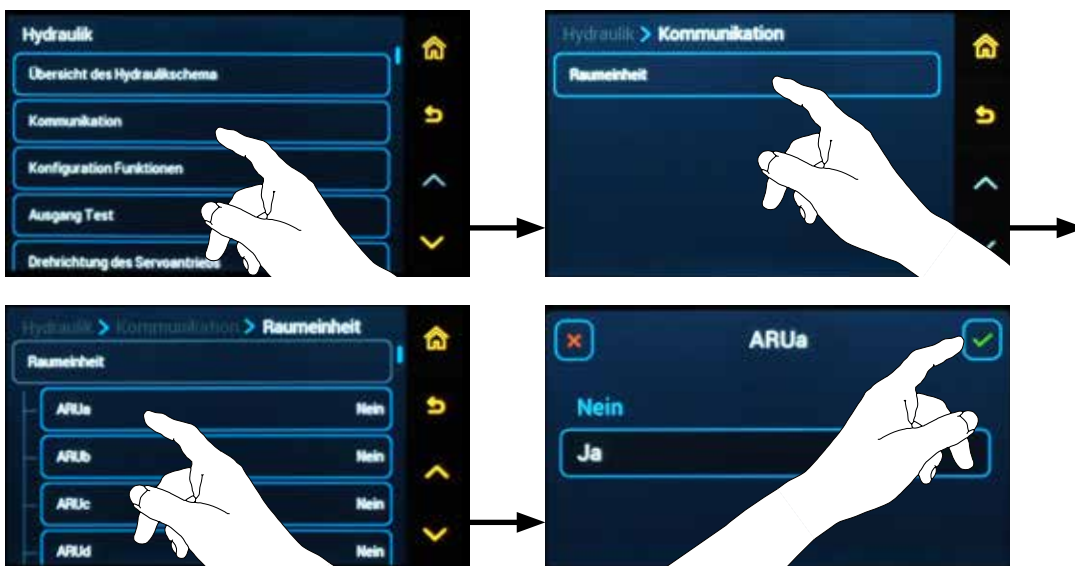 Hydraulik
Übersicht des Hydraulikschema
Kommunikation
Konfiguration Funktionen
Ausgang Test
Drehrichtung des Servoantriebs
Hydraulik > Kommunikation
Raumeinheit
Hydraulik > Kommunikation > Raumeinheit
Raumeinheit
ARUa Nein
ARUb Nein
ARUc Nein
ARUd Nein
ARUa
Nein
Ja